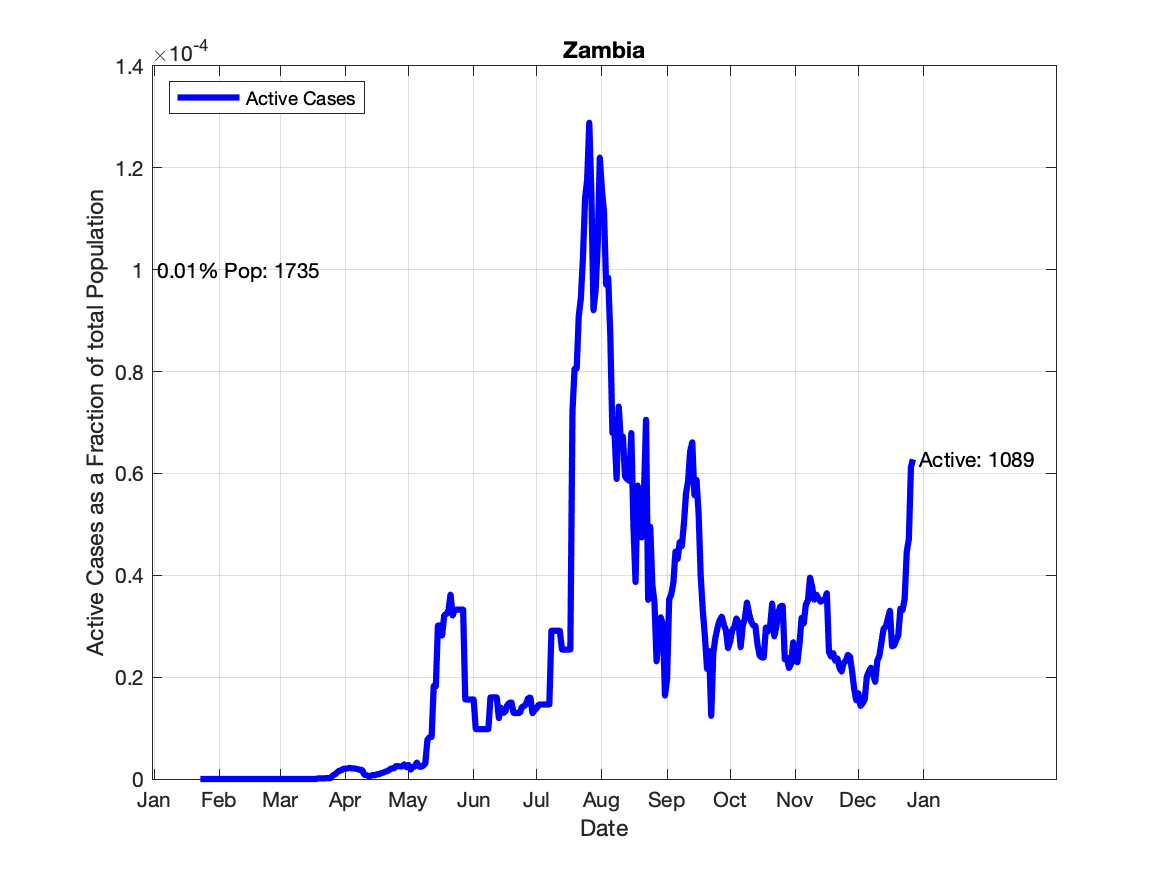 Zambia
×10-4
1.4
1.2
1
0.8
0.6
0.4
0.2
0
Active Cases
0.01% Pop: 1735
Active: 1089
Active Cases as a Fraction of total Population
Jan Feb Mar Apr May Jun Jul Aug Sep Oct Nov Dec Jan
Date